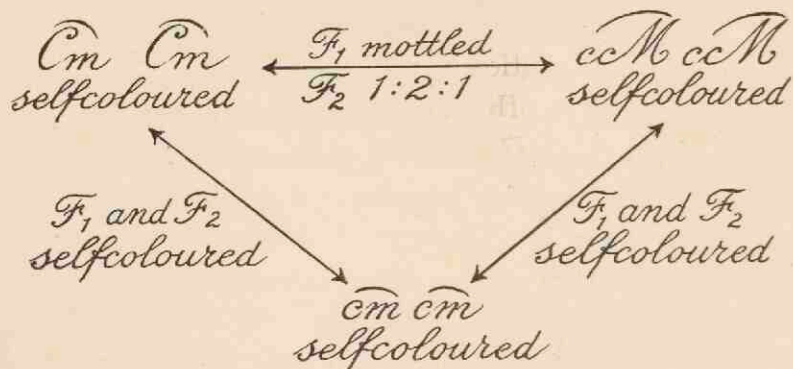 Cm Cm
selfcoloured
F₁ mottled
F₂ 1:2:1
ccM ccM
selfcoloured
F₁ and F₂
selfcoloured
F₁ and F₂
selfcoloured
cm cm
selfcoloured